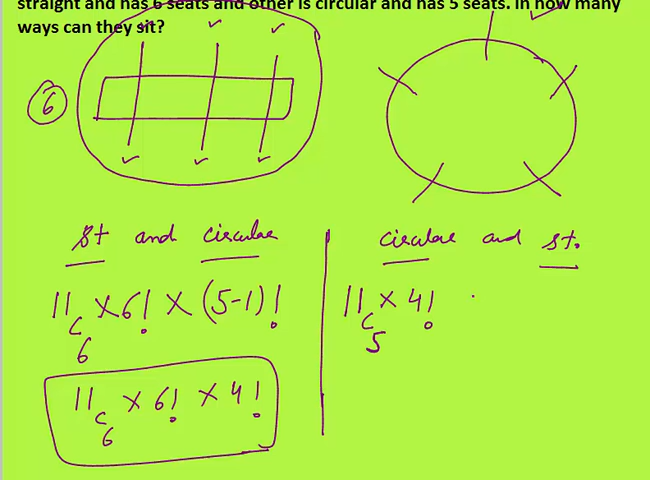 straight and has 6 seats and other is circular and has 5 seats. In how many
ways can they sit?
6
st and circular
11c6 × 6! × (5-1)!
11c6 × 6! × 4!
circular and st.
11c5 × 4!